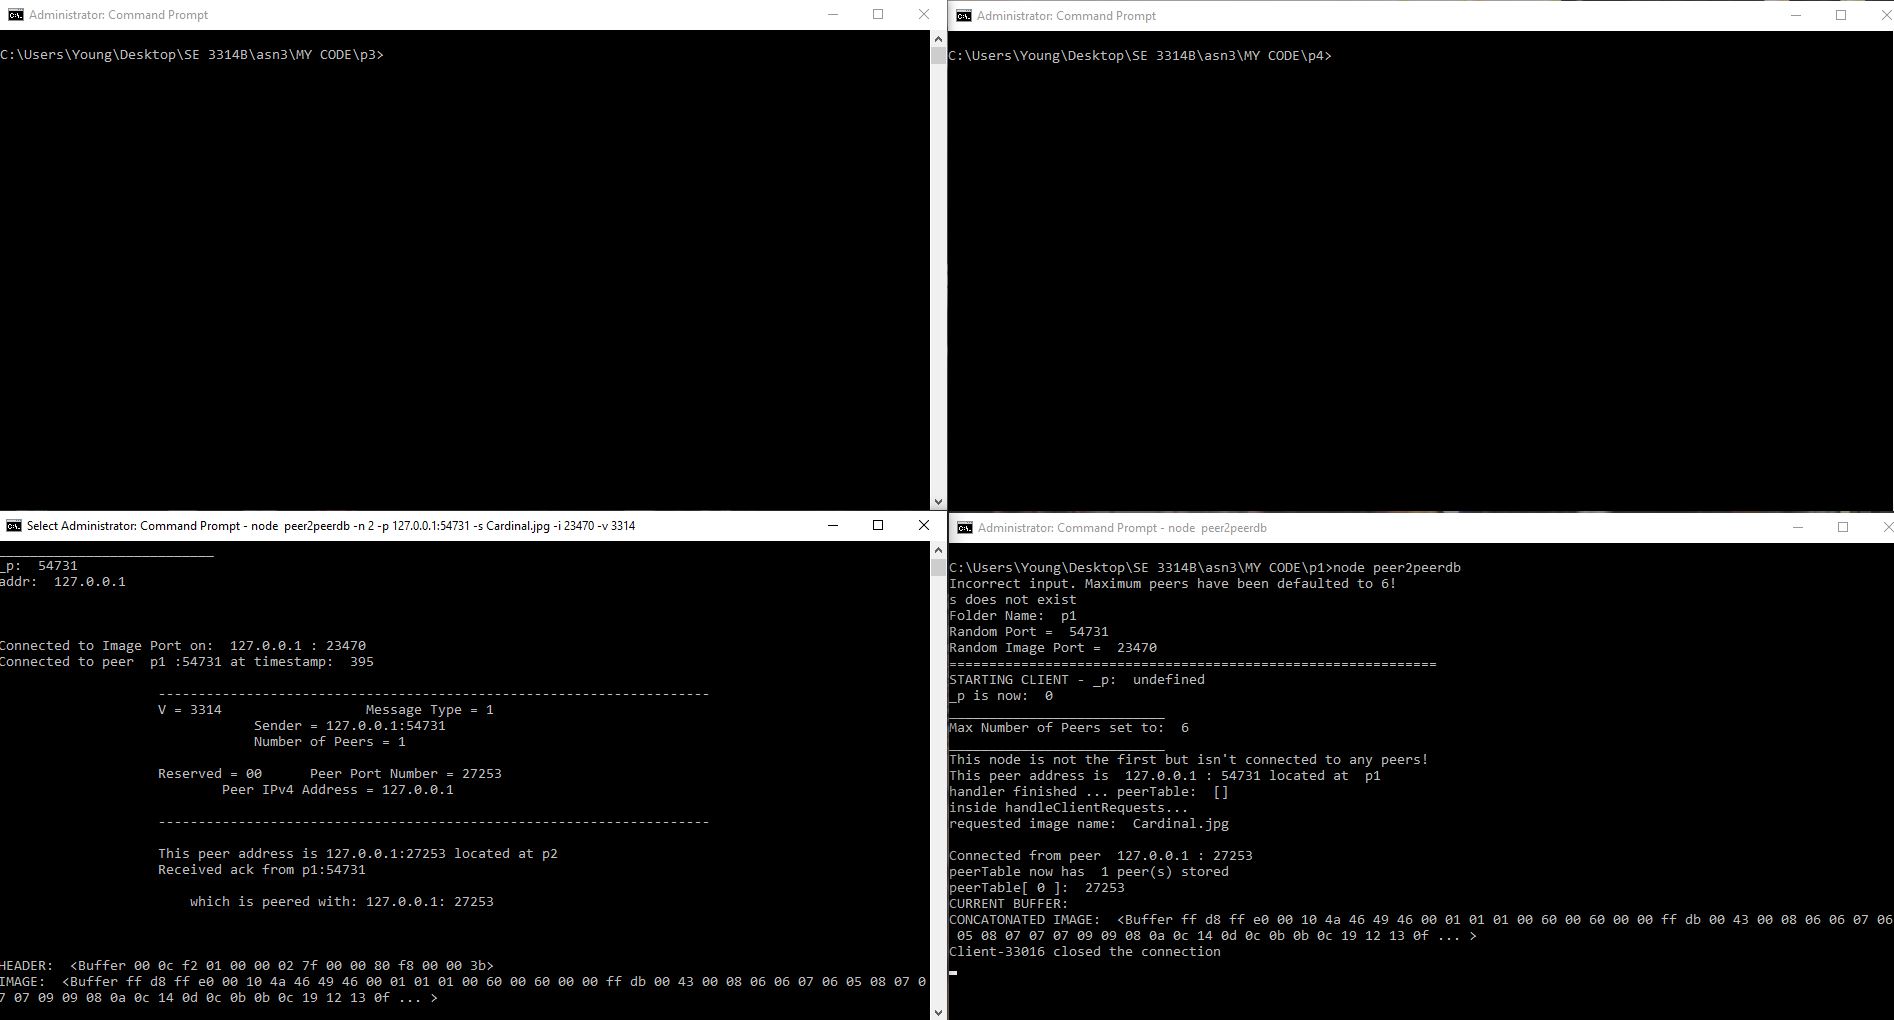 Administrator: Command Prompt
C:\Users\Young\Desktop\SE 3314B\asn3\MY CODE\p3>
Administrator: Command Prompt
C:\Users\Young\Desktop\SE 3314B\asn3\MY CODE\p4>
Select Administrator: Command Prompt - node peer2peerdb -n 2 -p 127.0.0.1:54731 -s Cardinal.jpg -i 23470 -v 3314
___________________________
_p:  54731
addr:  127.0.0.1
Connected to Image Port on:  127.0.0.1 : 23470
Connected to peer  p1 :54731 at timestamp:  395
---------------------------------------------------------------------
V = 3314                  Message Type = 1
Sender = 127.0.0.1:54731
Number of Peers = 1
Reserved = 00      Peer Port Number = 27253
Peer IPv4 Address = 127.0.0.1
---------------------------------------------------------------------
This peer address is 127.0.0.1:27253 located at p2
Received ack from p1:54731
which is peered with: 127.0.0.1: 27253
HEADER:  <Buffer 00 0c f2 01 00 00 02 7f 00 00 80 f8 00 00 3b>
IMAGE:  <Buffer ff d8 ff e0 00 10 4a 46 49 46 00 01 01 01 00 60 00 60 00 00 ff db 00 43 00 08 06 06 07 06 05 08 07 0
7 07 09 09 08 0a 0c 14 0d 0c 0b 0b 0c 19 12 13 0f ... >
Administrator: Command Prompt - node peer2peerdb
C:\Users\Young\Desktop\SE 3314B\asn3\MY CODE\p1>node peer2peerdb
Incorrect input. Maximum peers have been defaulted to 6!
s does not exist
Folder Name:  p1
Random Port =  54731
Random Image Port =  23470
=============================================================
STARTING CLIENT - _p:  undefined
_p is now:  0
___________________________
Max Number of Peers set to:  6
___________________________
This node is not the first but isn't connected to any peers!
This peer address is  127.0.0.1 : 54731 located at  p1
handler finished ... peerTable:  []
inside handleClientRequests...
requested image name:  Cardinal.jpg
Connected from peer  127.0.0.1 : 27253
peerTable now has  1 peer(s) stored
peerTable[ 0 ]:  27253
CURRENT BUFFER:
CONCATONATED IMAGE:  <Buffer ff d8 ff e0 00 10 4a 46 49 46 00 01 01 01 00 60 00 60 00 00 ff db 00 43 00 08 06 06 07 06
05 08 07 07 07 09 09 08 0a 0c 14 0d 0c 0b 0b 0c 19 12 13 0f ... >
Client-33016 closed the connection